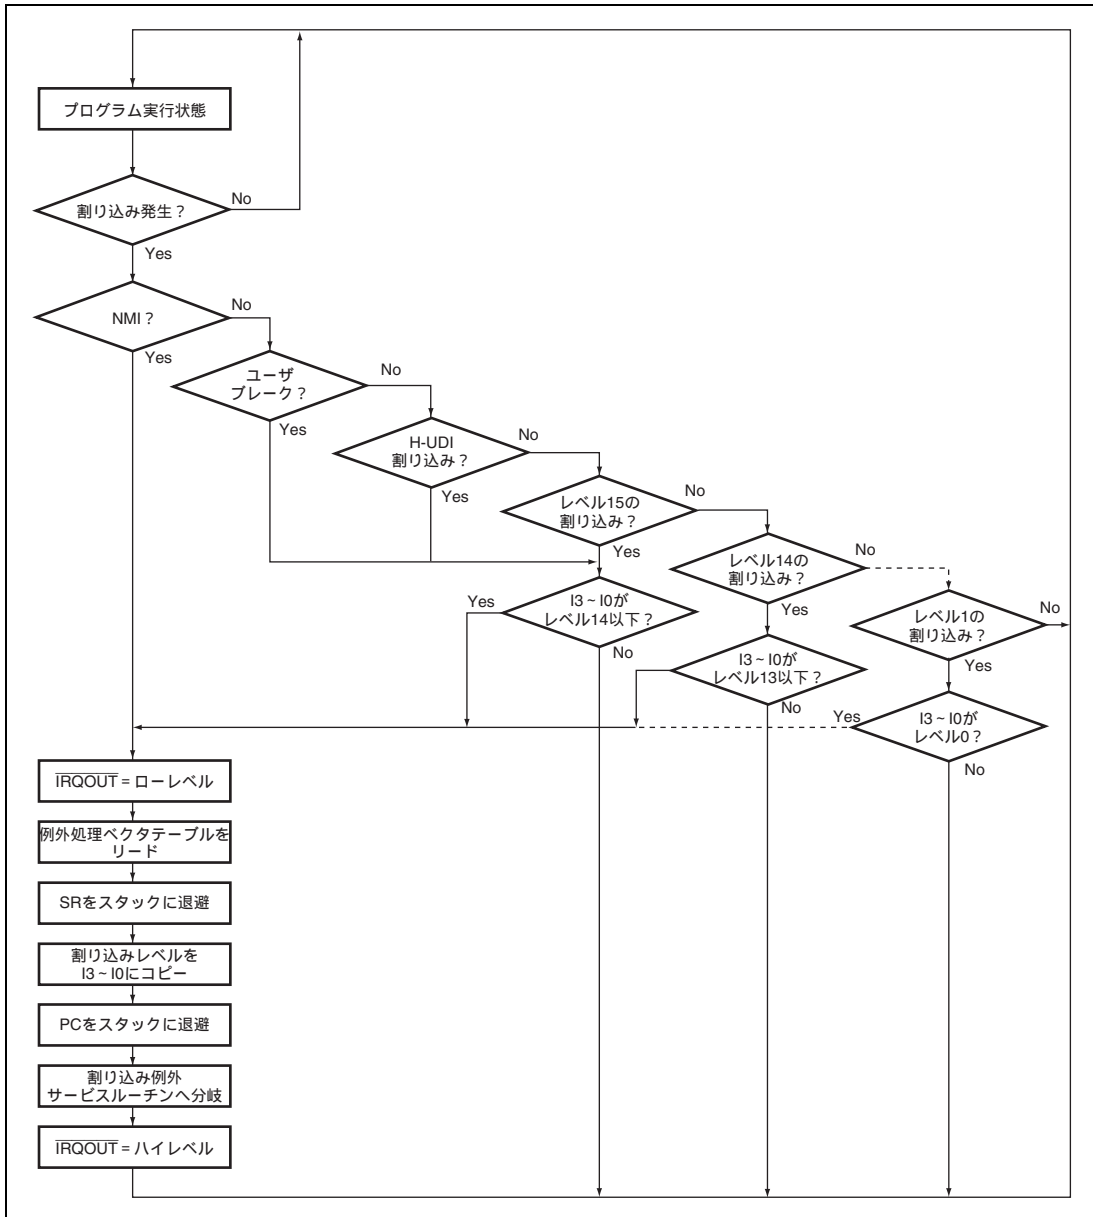 プログラム実行状態
割り込み発生？
No
Yes
NMI？
No
Yes
ユーザ
ブレーク？
No
Yes
H-UDI
割り込み？
No
Yes
レベル15の
割り込み？
No
Yes
レベル14の
割り込み？
No
Yes
レベル1の
割り込み？
No
Yes
I3～I0が
レベル14以下？
Yes
No
I3～I0が
レベル13以下？
No
I3～I0が
レベル0？
Yes
No
IRQOUT = ローレベル
例外処理ベクタテーブルを
リード
SRをスタックに退避
割り込みレベルを
I3～I0にコピー
PCをスタックに退避
割り込み例外
サービスルーチンへ分岐
IRQOUT = ハイレベル